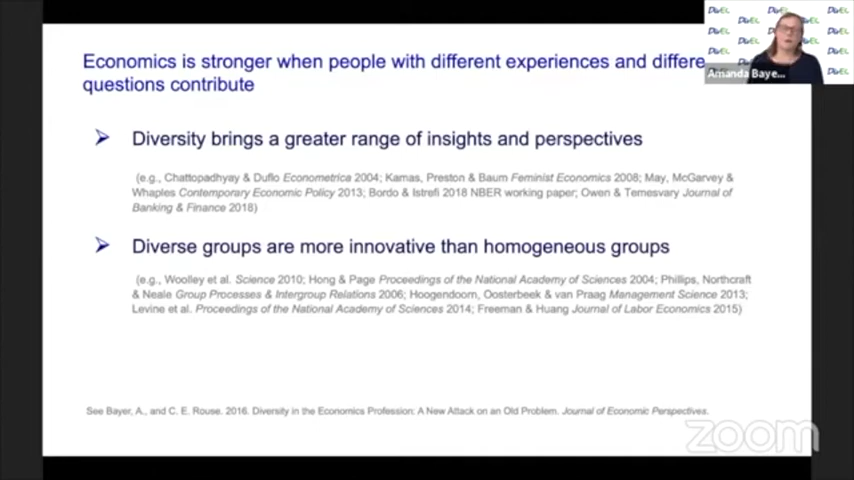 Economics is stronger when people with different experiences and differe
questions contribute
Amanda Baye...
➢ Diversity brings a greater range of insights and perspectives
(e.g., Chattopadhyay & Duflo Econometrica 2004; Kamas, Preston & Baum Feminist Economics 2008; May, McGarvey &
Whaples Contemporary Economic Policy 2013; Bordo & Istrefi 2018 NBER working paper; Owen & Temesvary Journal of
Banking & Finance 2018)
➢ Diverse groups are more innovative than homogeneous groups
(e.g., Woolley et al. Science 2010; Hong & Page Proceedings of the National Academy of Sciences 2004; Phillips, Northcraft
& Neale Group Processes & Intergroup Relations 2006; Hoogendoorn, Oosterbeek & van Praag Management Science 2013;
Levine et al. Proceedings of the National Academy of Sciences 2014; Freeman & Huang Journal of Labor Economics 2015)
See Bayer, A., and C. E. Rouse. 2016. Diversity in the Economics Profession: A New Attack on an Old Problem. Journal of Economic Perspectives.
zoom